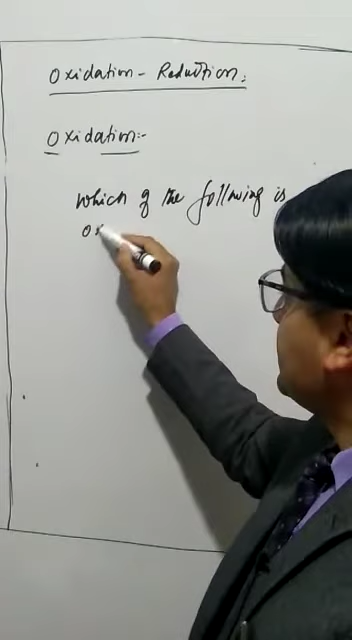 Oxidation - Reduction:
Oxidation:-
Which of the following is